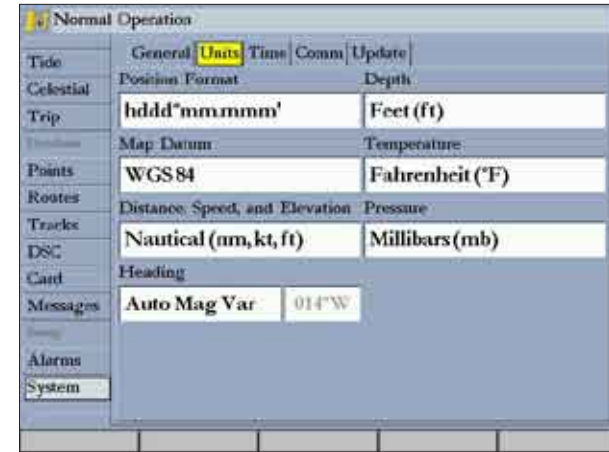 Normal Operation
General Units Time Comm Update
Tide
Celestial
Trip
Points
Routes
Tracks
DSC
Card
Messages
Alarms
System
Position Format
Depth
hddd°mm.mmm'
Feet (ft)
Map Datum
Temperature
WGS 84
Fahrenheit (°F)
Distance, Speed, and Elevation
Pressure
Nautical (nm, kt, ft)
Millibars (mb)
Heading
Auto Mag Var
014°W